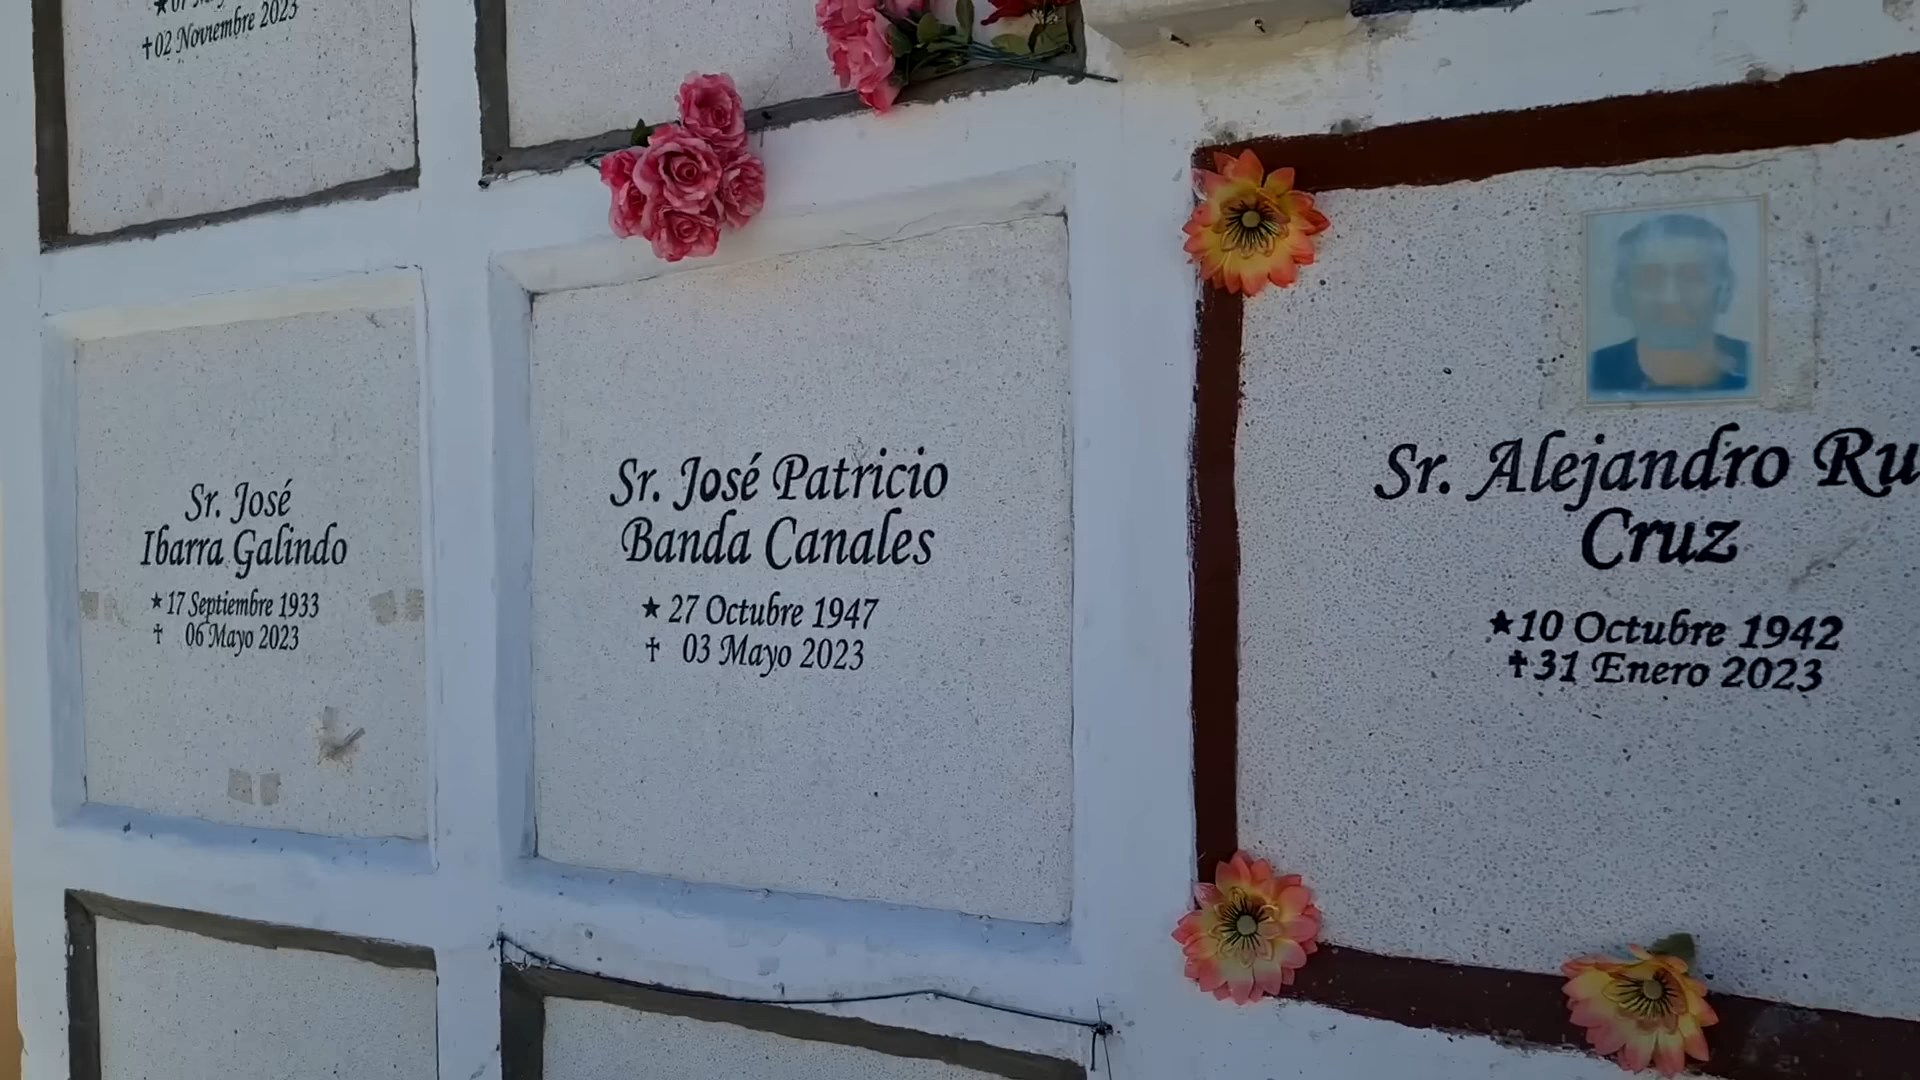 02 Noviembre 2023
Sr. José
Ibarra Galindo
★ 17 Septiembre 1933
✝ 06 Mayo 2023
Sr. José Patricio
Banda Canales
★ 27 Octubre 1947
✝ 03 Mayo 2023
Sr. Alejandro
Cruz
★10 Octubre 1942
✝31 Enero 2023